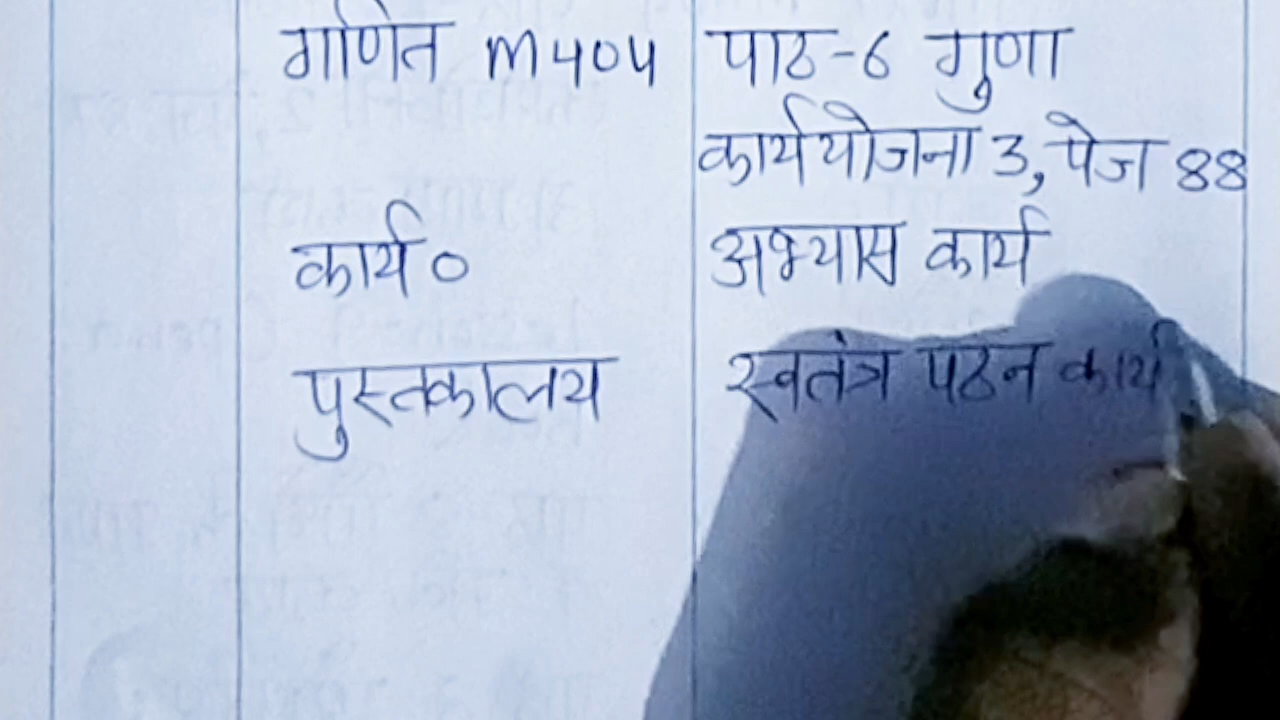 गणित M404 पाठ-6 गुणा
कार्ययोजना 3, पेज 88
कार्य० अभ्यास कार्य
पुस्तकालय स्वतंत्र पठन कार्य